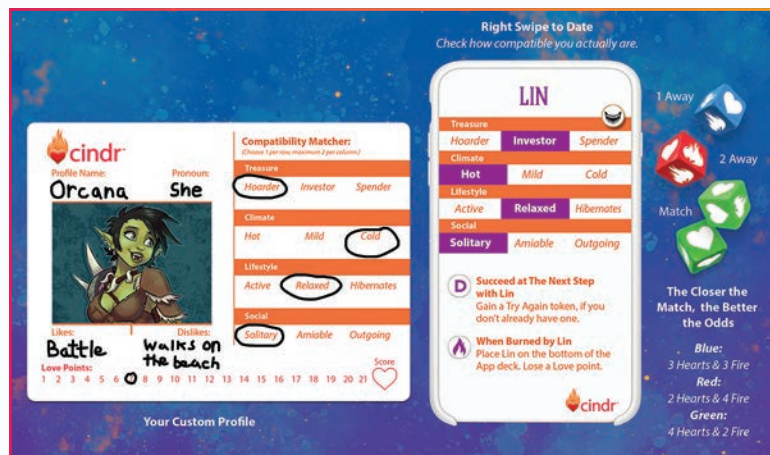 Right Swipe to Date
Check how compatible you actually are.
cindr
Profile Name:
Pronoun:
Orcana
She
Likes:
Dislikes:
Battle
Walks on
the beach
Compatibility Matcher:
(Choose 1 per row, maximum 2 per column.)
Treasure
Hoarder Investor Spender
Climate
Hot Mild Cold
Lifestyle
Active Relaxed Hibernates
Social
Solitary Amiable Outgoing
Love Points:
Score
1 2 3 4 5 6 8 9 10 11 12 13 14 15 16 17 18 19 20 21
Your Custom Profile
LIN
Treasure
Hoarder Investor Spender
Climate
Hot Mild Cold
Lifestyle
Active Relaxed Hibernates
Social
Solitary Amiable Outgoing
D
Succeed at The Next Step
with Lin
Gain a Try Again token, if you
don't already have one.
When Burned by Lin
Place Lin on the bottom of the
App deck. Lose a Love point.
cindr
1 Away
2 Away
Match
The Closer the
Match, the Better
the Odds
Blue:
3 Hearts & 3 Fire
Red:
2 Hearts & 4 Fire
Green:
4 Hearts & 2 Fire